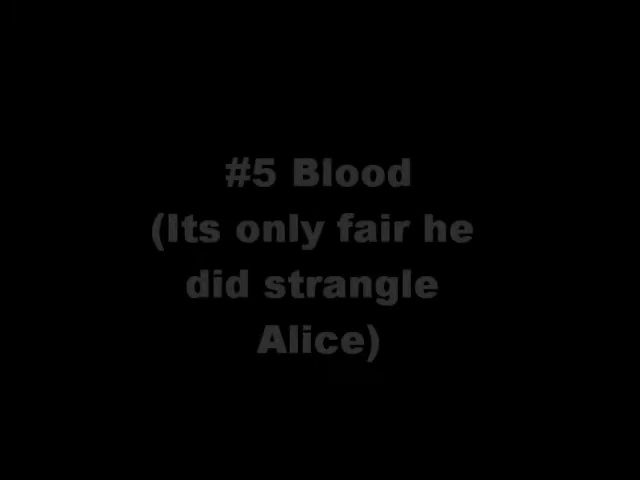 #5 Blood
(Its only fair he
did strangle
Alice)